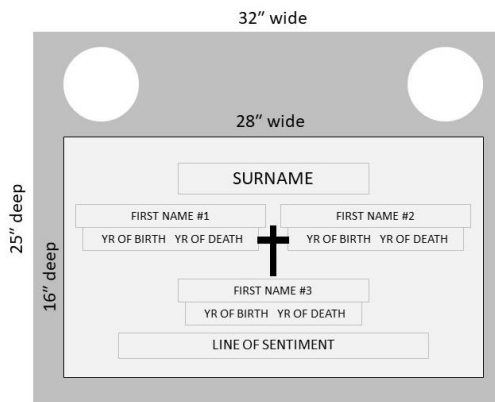 32” wide
28” wide
25” deep
16” deep
SURNAME
FIRST NAME #1
FIRST NAME #2
YR OF BIRTH YR OF DEATH
YR OF BIRTH YR OF DEATH
FIRST NAME #3
YR OF BIRTH YR OF DEATH
LINE OF SENTIMENT